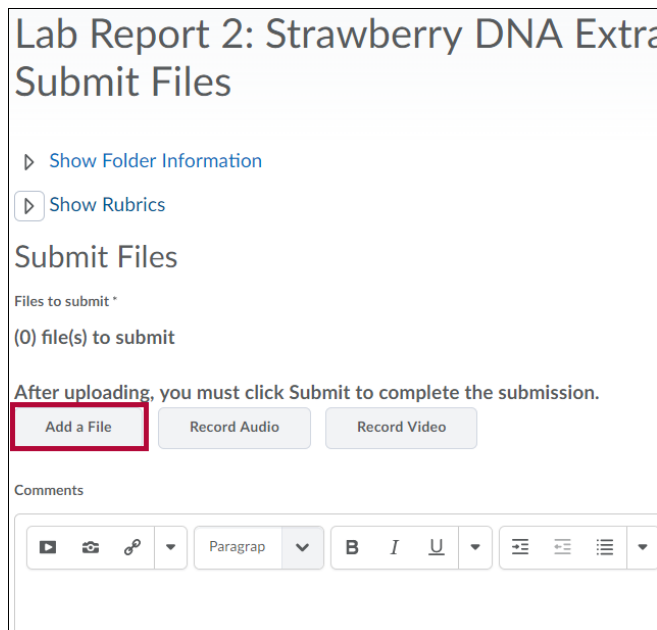 Lab Report 2: Strawberry DNA Extra
Submit Files
Show Folder Information
Show Rubrics
Submit Files
Files to submit *
(0) file(s) to submit
After uploading, you must click Submit to complete the submission.
Add a File Record Audio Record Video
Comments
Paragrap B I U